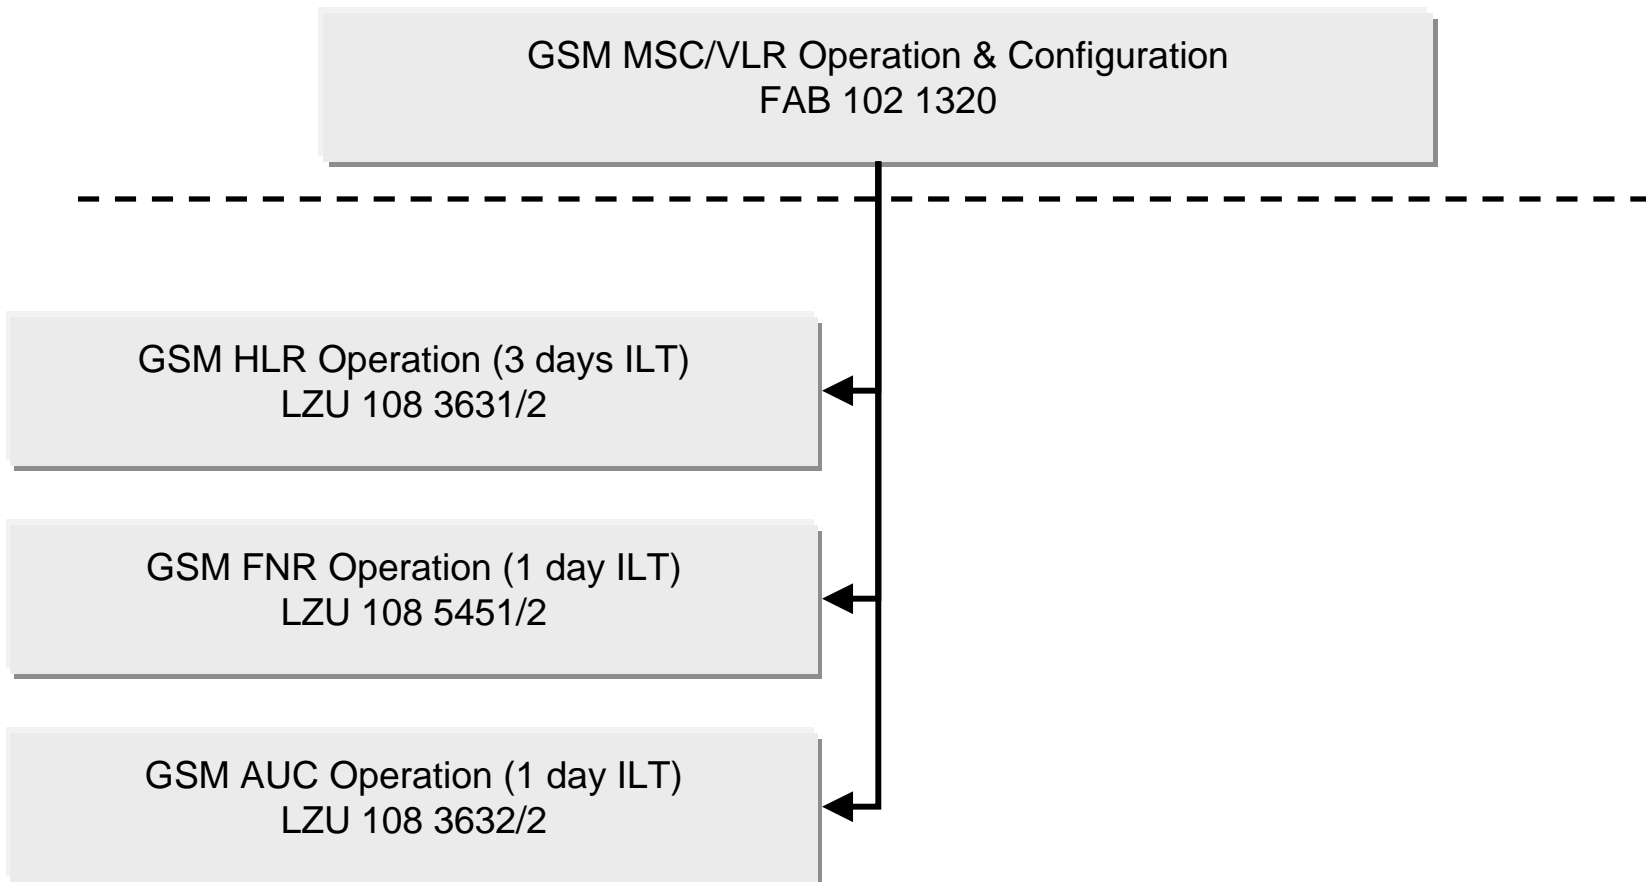 GSM MSC/VLR Operation & Configuration
FAB 102 1320
GSM HLR Operation (3 days ILT)
LZU 108 3631/2
GSM FNR Operation (1 day ILT)
LZU 108 5451/2
GSM AUC Operation (1 day ILT)
LZU 108 3632/2